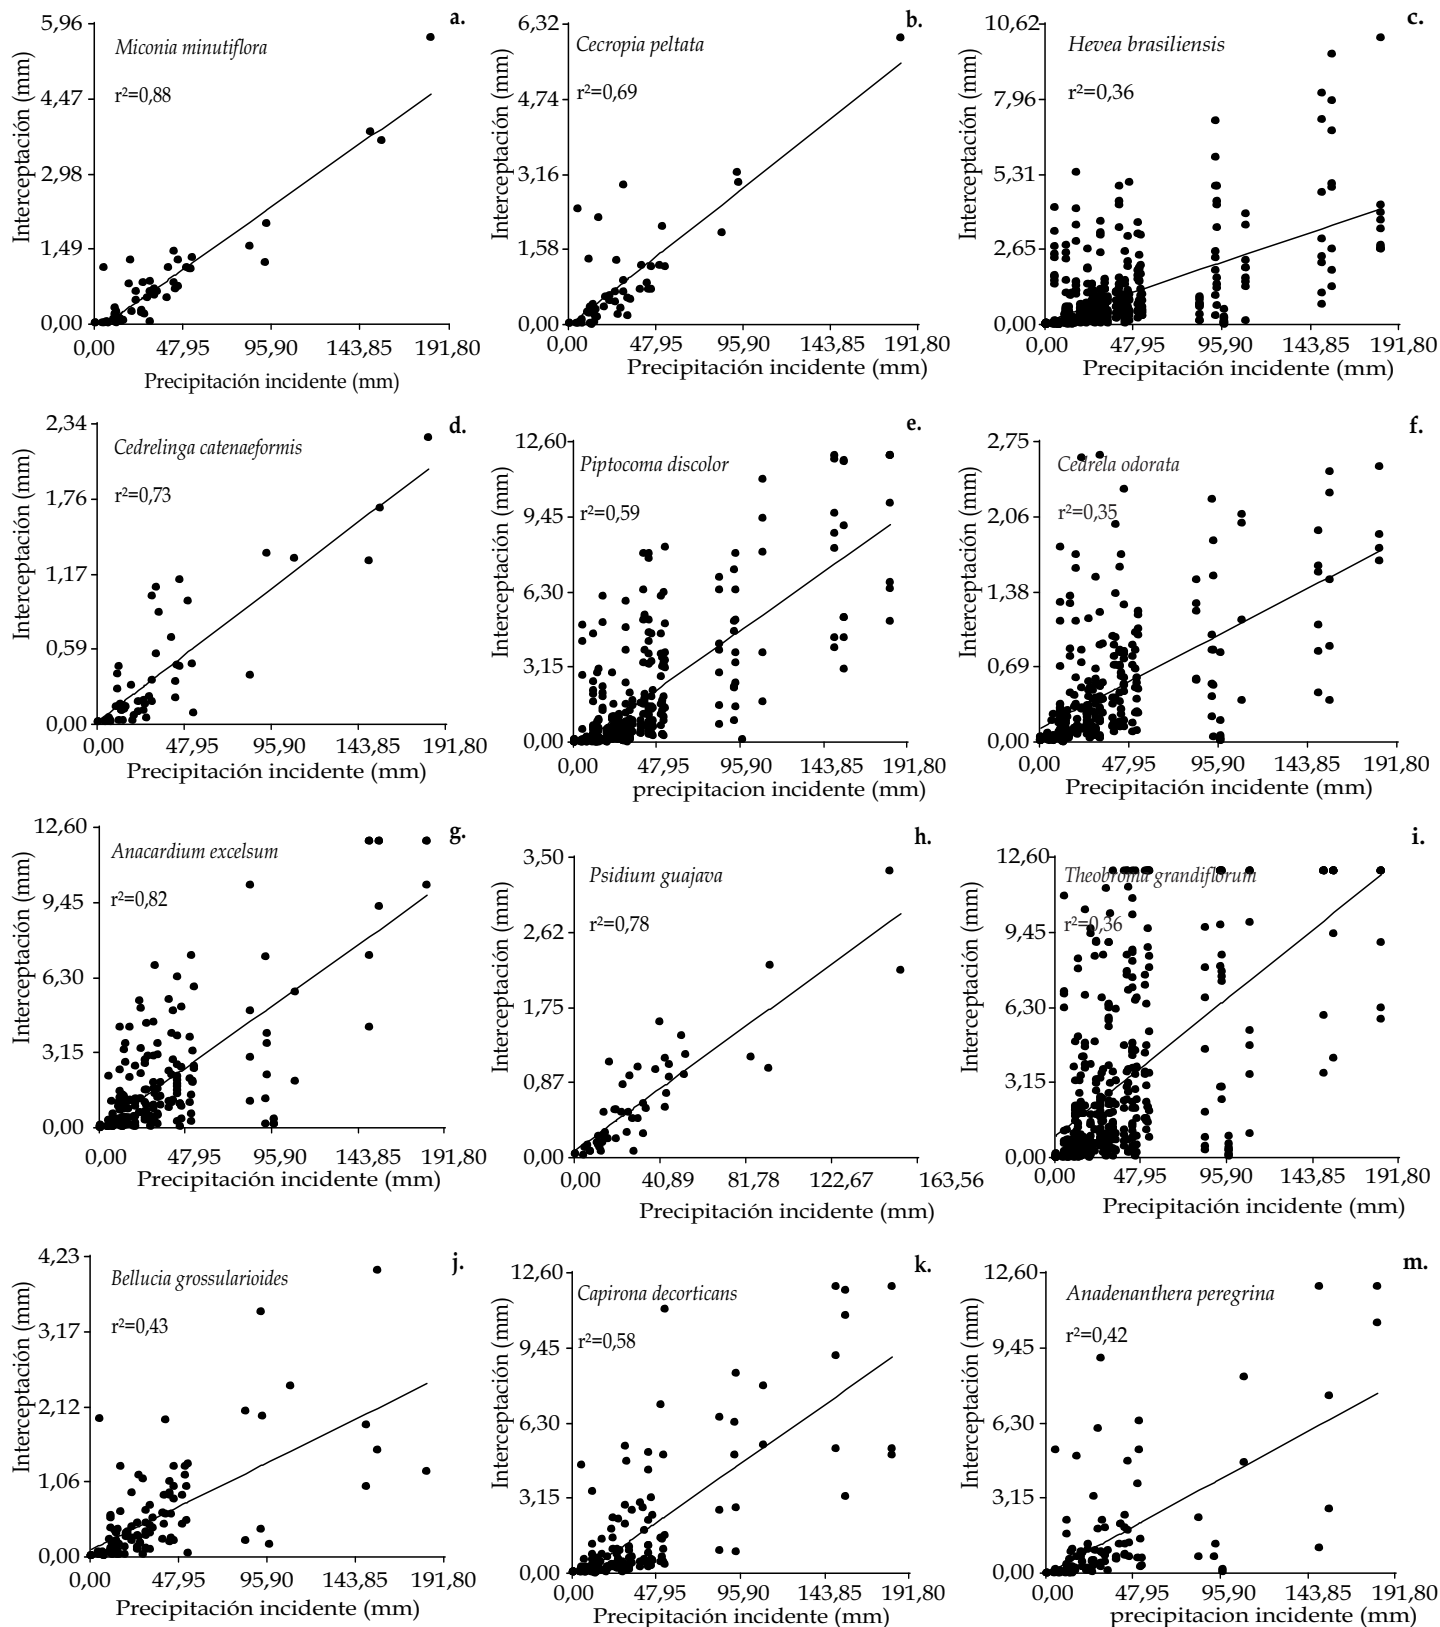 a.
Miconia minutiflora
r²=0,88
Interceptación (mm)
5,96
4,47
2,98
1,49
0,00
0,00 47,95 95,90 143,85 191,80
Precipitación incidente (mm)
b.
Cecropia peltata
r²=0,69
Interceptación (mm)
6,32
4,74
3,16
1,58
0,00
0,00 47,95 95,90 143,85 191,80
Precipitación incidente (mm)
c.
Hevea brasiliensis
r²=0,36
Interceptación (mm)
10,62
7,96
5,31
2,65
0,00
0,00 47,95 95,90 143,85 191,80
Precipitación incidente (mm)
d.
Cedrelinga catenaeformis
r²=0,73
Interceptación (mm)
2,34
1,76
1,17
0,59
0,00
0,00 47,95 95,90 143,85 191,80
Precipitación incidente (mm)
e.
Piptocoma discolor
r²=0,59
Interceptación (mm)
12,60
9,45
6,30
3,15
0,00
0,00 47,95 95,90 143,85 191,80
precipitacion incidente (mm)
f.
Cedrela odorata
r²=0,35
Interceptación (mm)
2,75
2,06
1,38
0,69
0,00
0,00 47,95 95,90 143,85 191,80
Precipitación incidente (mm)
g.
Anacardium excelsum
r²=0,82
Interceptación (mm)
12,60
9,45
6,30
3,15
0,00
0,00 47,95 95,90 143,85 191,80
Precipitación incidente (mm)
h.
Psidium guajava
r²=0,78
Interceptación (mm)
3,50
2,62
1,75
0,87
0,00
0,00 40,89 81,78 122,67 163,56
Precipitación incidente (mm)
i.
Theobroma grandiflorum
r²=0,36
Interceptación (mm)
12,60
9,45
6,30
3,15
0,00
0,00 47,95 95,90 143,85 191,80
Precipitación incidente (mm)
j.
Bellucia grossularioides
r²=0,43
Interceptación (mm)
4,23
3,17
2,12
1,06
0,00
0,00 47,95 95,90 143,85 191,80
Precipitación incidente (mm)
k.
Capirona decorticans
r²=0,58
Interceptación (mm)
12,60
9,45
6,30
3,15
0,00
0,00 47,95 95,90 143,85 191,80
Precipitación incidente (mm)
m.
Anadenanthera peregrina
r²=0,42
Interceptación (mm)
12,60
9,45
6,30
3,15
0,00
0,00 47,95 95,90 143,85 191,80
precipitacion incidente (mm)